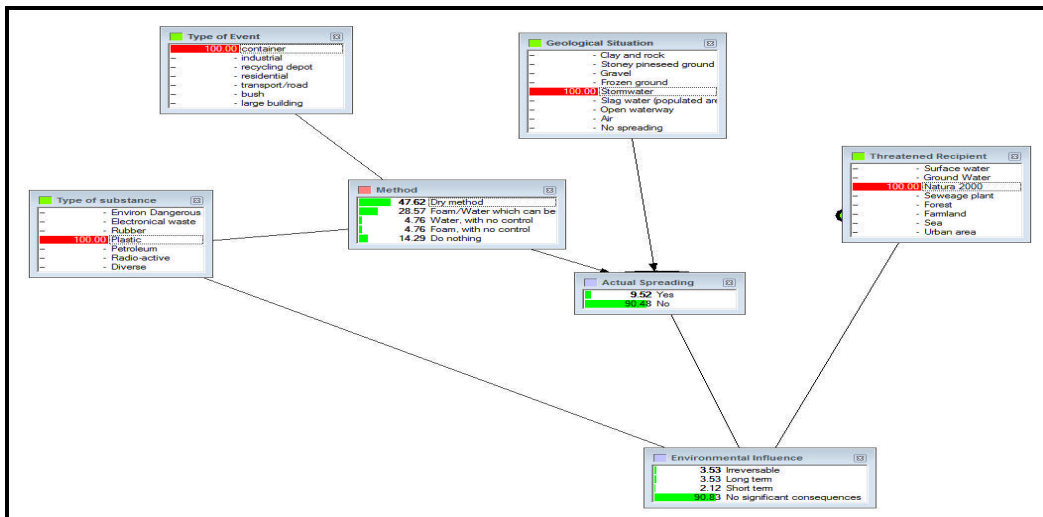 Type of Event
100.00 container
- - industrial
- - recycling depot
- - residential
- - transport/road
- - bush
- - large building
Geological Situation
- - Clay and rock
- - Stoney pineseed ground
- - Gravel
- - Frozen ground
100.00 Stormwater
- - Slag water (populated are
- - Open waterway
- - Air
- - No spreading
Threatened Recipient
- - Surface water
- - Ground Water
100.00 Natura 2000
- - Seweage plant
- - Forest
- - Farmland
- - Sea
- - Urban area
Type of substance
- - Environ Dangerous
- - Electronical waste
- - Rubber
100.00 Plastic
- - Petroleum
- - Radio-active
- - Diverse
Method
47.62 Dry method
28.57 Foam/Water which can be
4.76 Water, with no control
4.76 Foam, with no control
14.29 Do nothing
Actual Spreading
9.52 Yes
90.48 No
Environmental Influence
3.53 Irreversable
3.53 Long term
2.12 Short term
90.83 No significant consequences